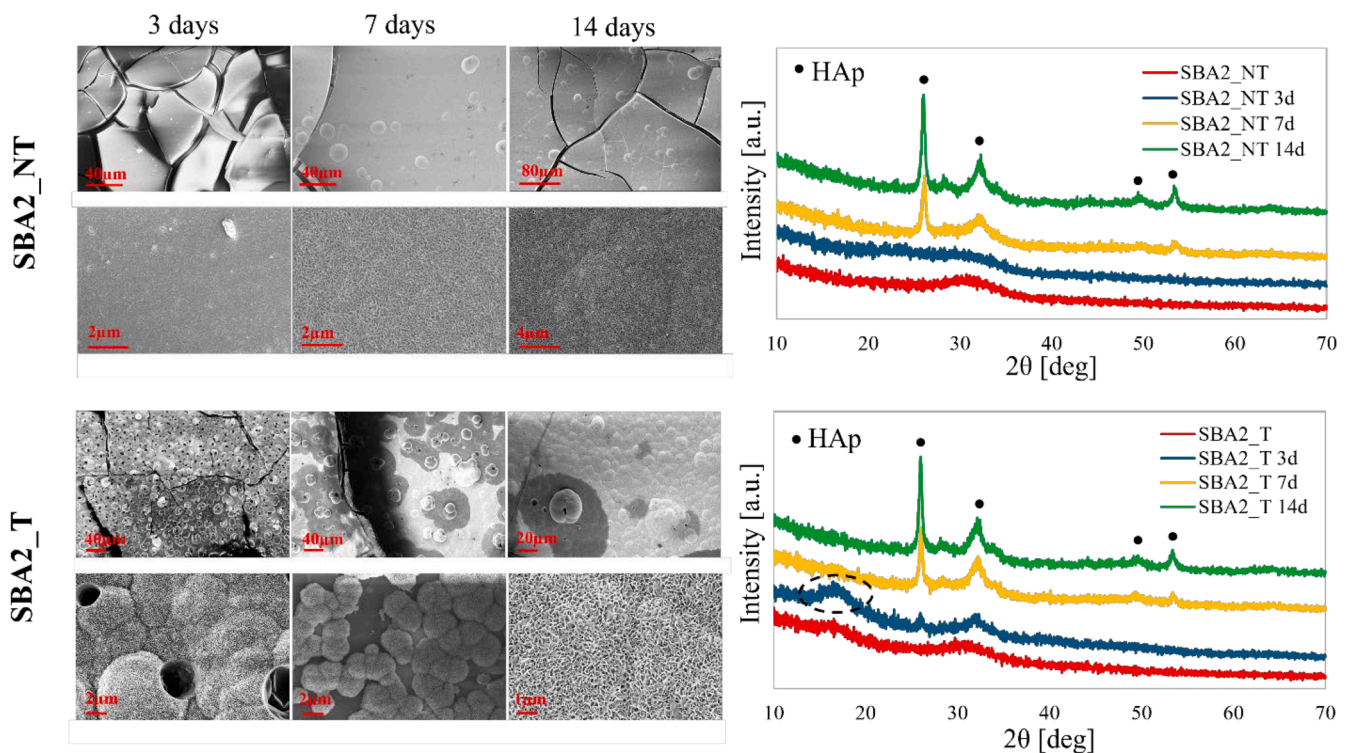 3 days
7 days
14 days
SBA2_NT
40μm
40μm
80μm
2μm
2μm
4μm
HAp
SBA2_NT
SBA2_NT 3d
SBA2_NT 7d
SBA2_NT 14d
Intensity [a.u.]
10 20 30 40 50 60 70
2θ [deg]
SBA2_T
40μm
40μm
20μm
2μm
2μm
1μm
HAp
SBA2_T
SBA2_T 3d
SBA2_T 7d
SBA2_T 14d
Intensity [a.u.]
10 20 30 40 50 60 70
2θ [deg]